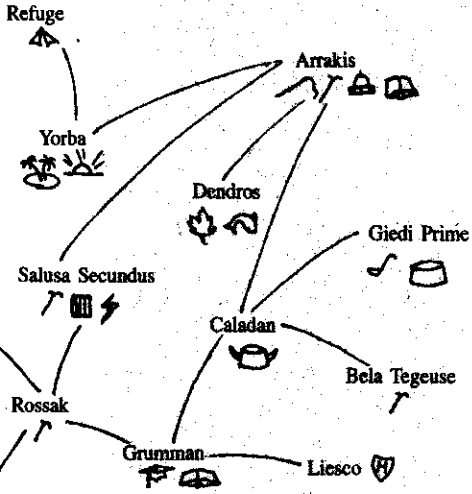 Refuge
Arrakis
Yorba
Dendros
Giedi Prime
Salusa Secundus
Caladan
Bela Tegeuse
Rossak
Grumman
Liesco
H